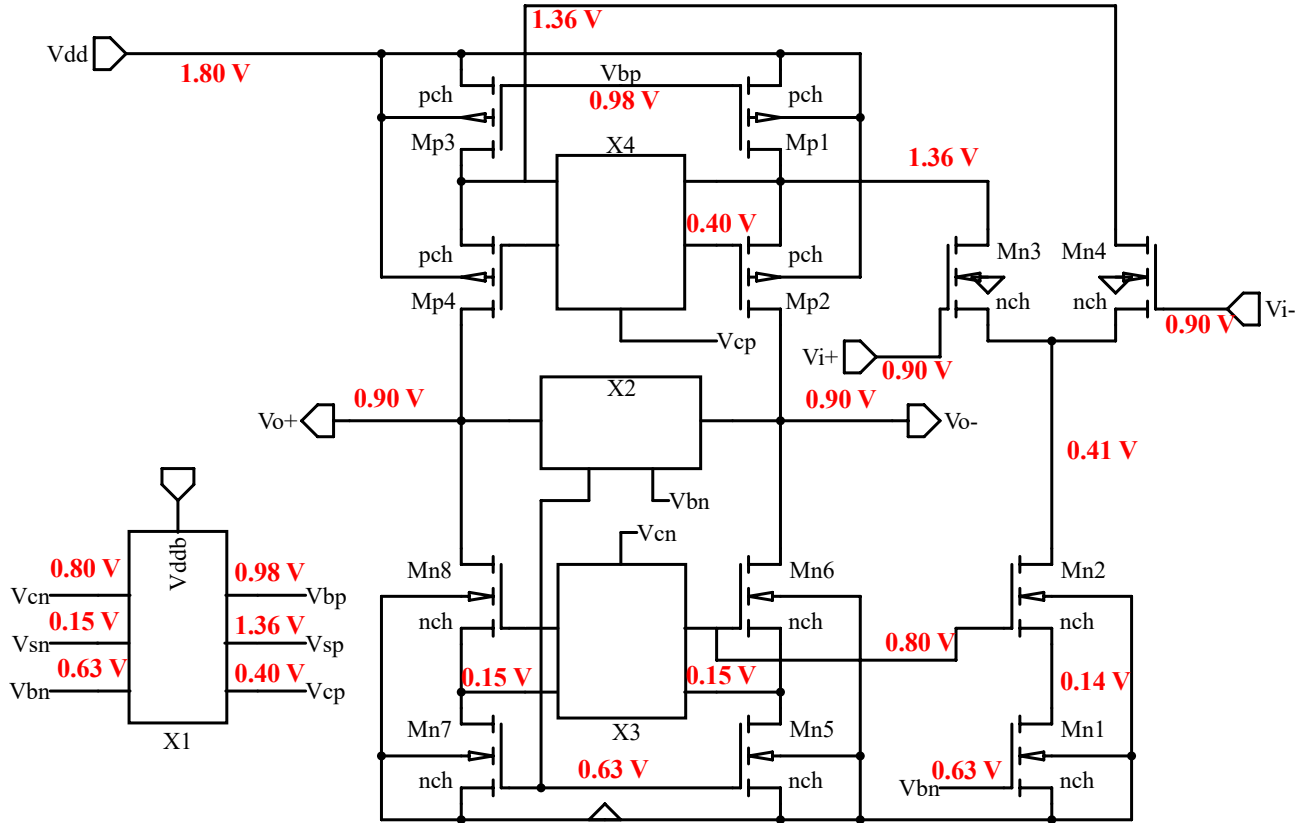 1.36 V
Vdd
1.80 V
pch
Vbp
pch
0.98 V
Mp3
X4
Mp1
1.36 V
0.40 V
pch
pch
Mn3
Mn4
Mp4
Mp2
nch
nch
Vcp
Vi+
0.90 V
0.90 V
Vi-
0.90 V
X2
0.90 V
Vo+
Vo-
0.41 V
Vbn
Vcn
Vddb
0.80 V
0.98 V
Mn8
Mn6
Mn2
Vcn
Vbp
nch
nch
nch
0.15 V
1.36 V
0.80 V
Vsn
Vsp
0.63 V
0.40 V
0.15 V
0.15 V
0.14 V
Vbn
Vcp
X1
Mn7
X3
Mn5
Mn1
0.63 V
nch
nch
Vbn
0.63 V
nch